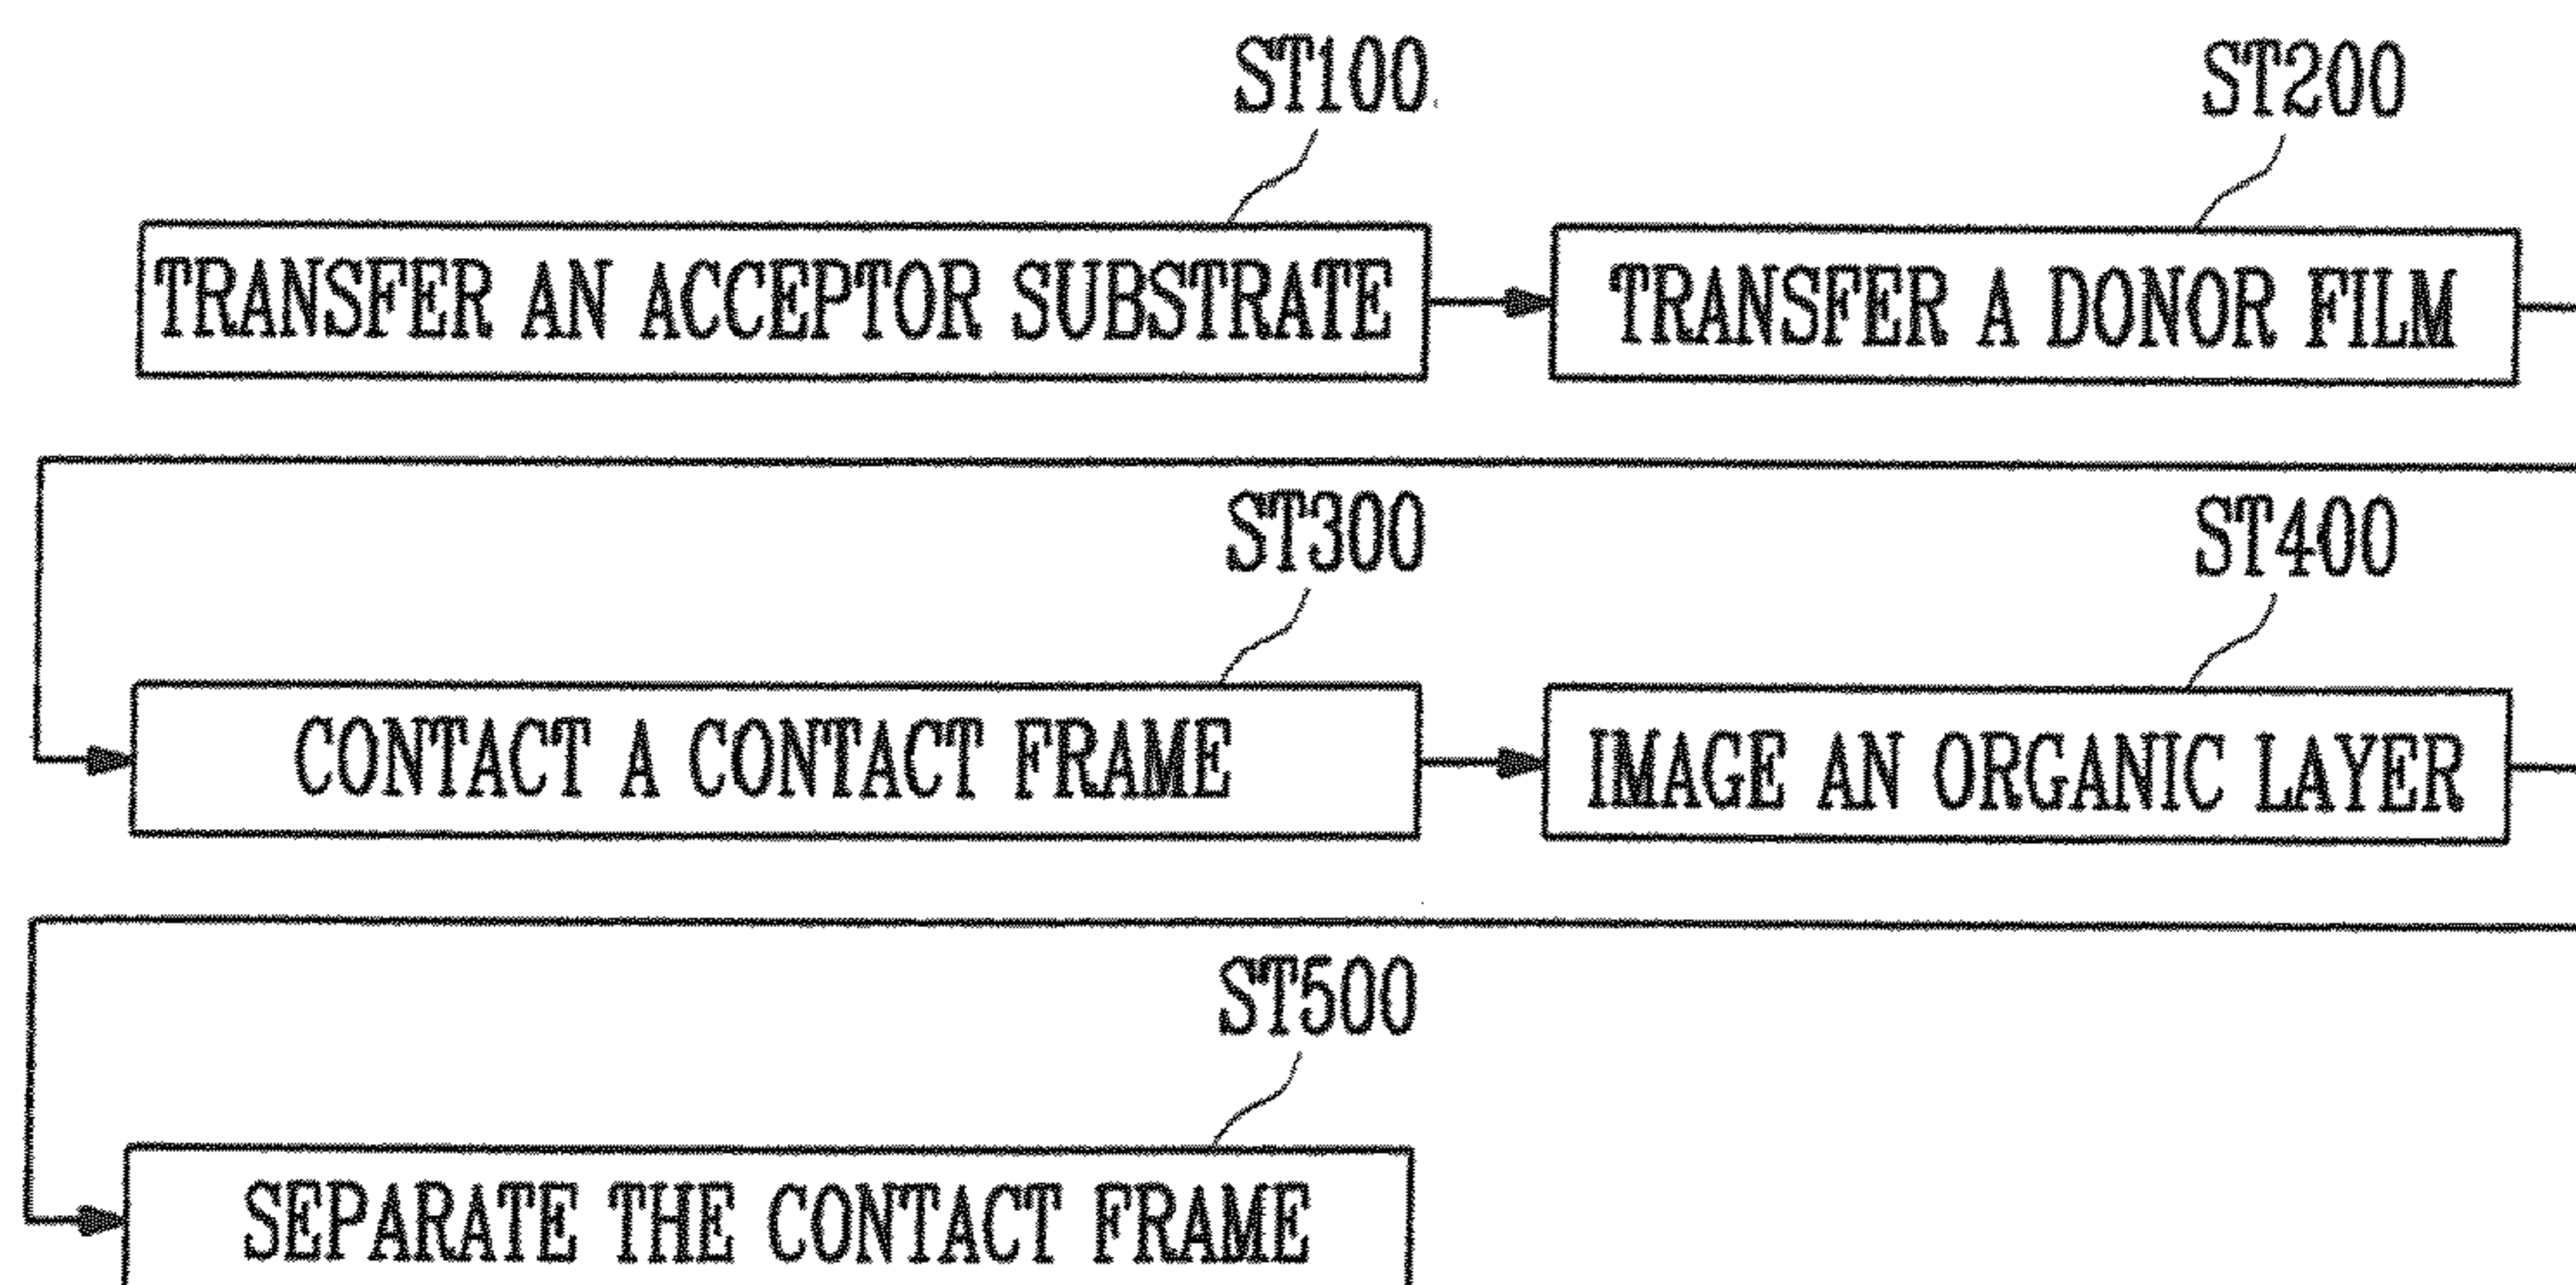 ST100
ST200
TRANSFER AN ACCEPTOR SUBSTRATE
TRANSFER A DONOR FILM
ST300
ST400
CONTACT A CONTACT FRAME
IMAGE AN ORGANIC LAYER
ST500
SEPARATE THE CONTACT FRAME